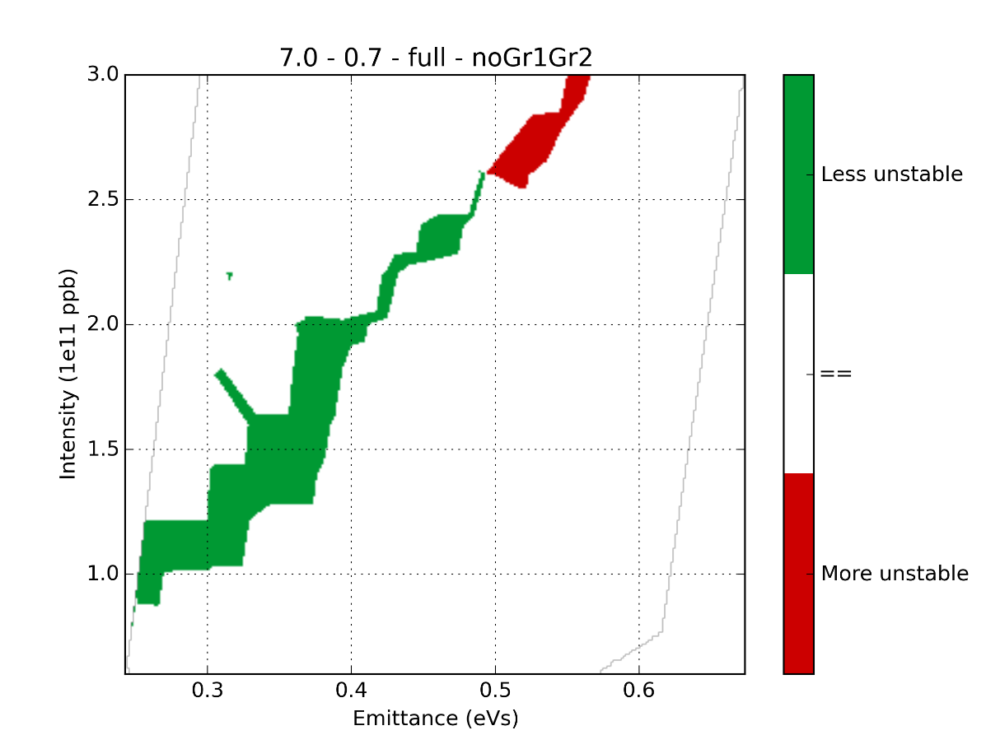 7.0 - 0.7 - full - noGr1Gr2
3.0
2.5
2.0
1.5
1.0
Intensity (1e11 ppb)
0.3 0.4 0.5 0.6
Emittance (eVs)
Less unstable
==
More unstable